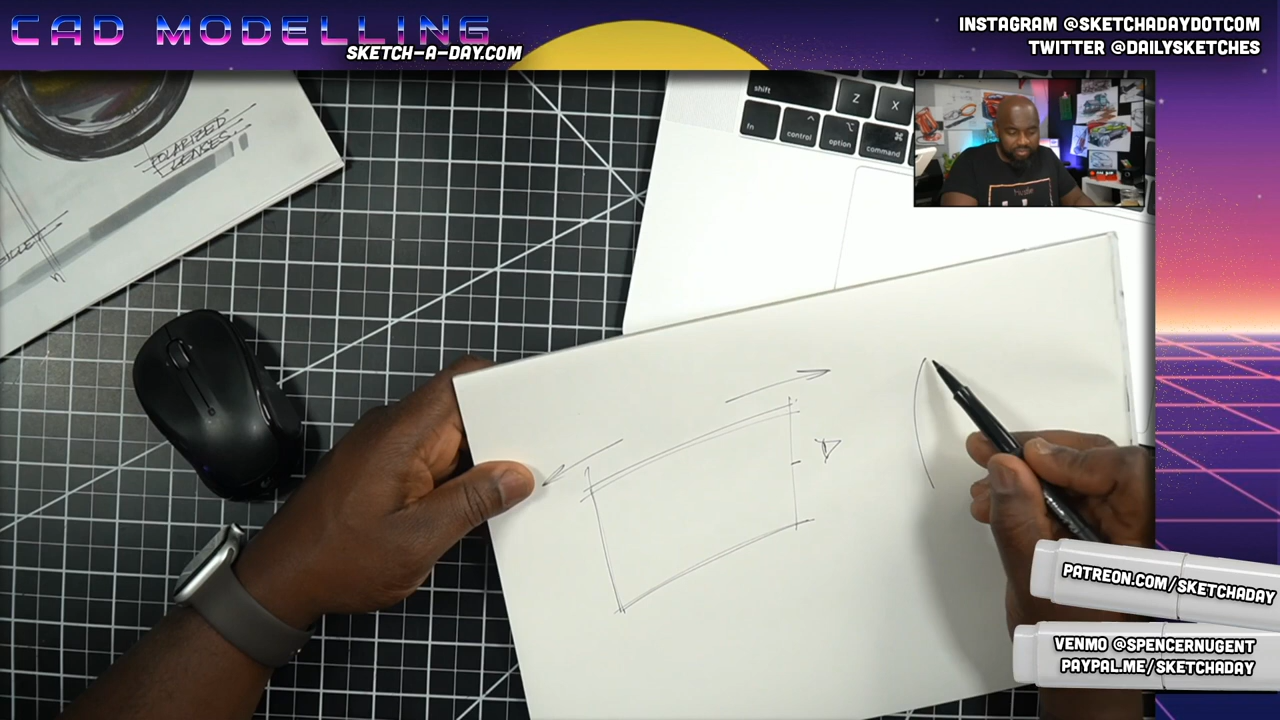 CAD MODELLING
SKETCH-A-DAY.COM
INSTAGRAM @SKETCHADAYDOTCOM
TWITTER @DAILYSKETCHES
shift
Z
X
fn
control
option
command
POLARIZED
LENSES
PATREON.COM/SKETCHADAY
VENMO @SPENCERNUGENT
PAYPAL.ME/SKETCHADAY